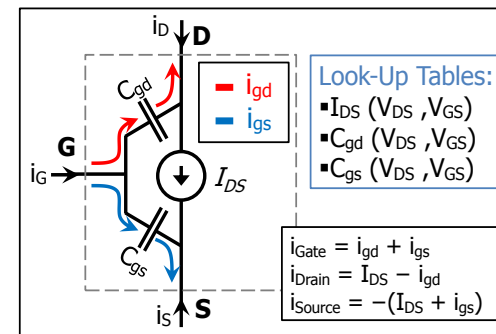 iD D
Cgd
igd
igs
G
iG
IDS
Cgs
iS S
Look-Up Tables:
▪IDS (VDS ,VGS)
▪Cgd (VDS ,VGS)
▪Cgs (VDS ,VGS)
iGate = igd + igs
iDrain = IDS − igd
iSource = −(IDS + igs)